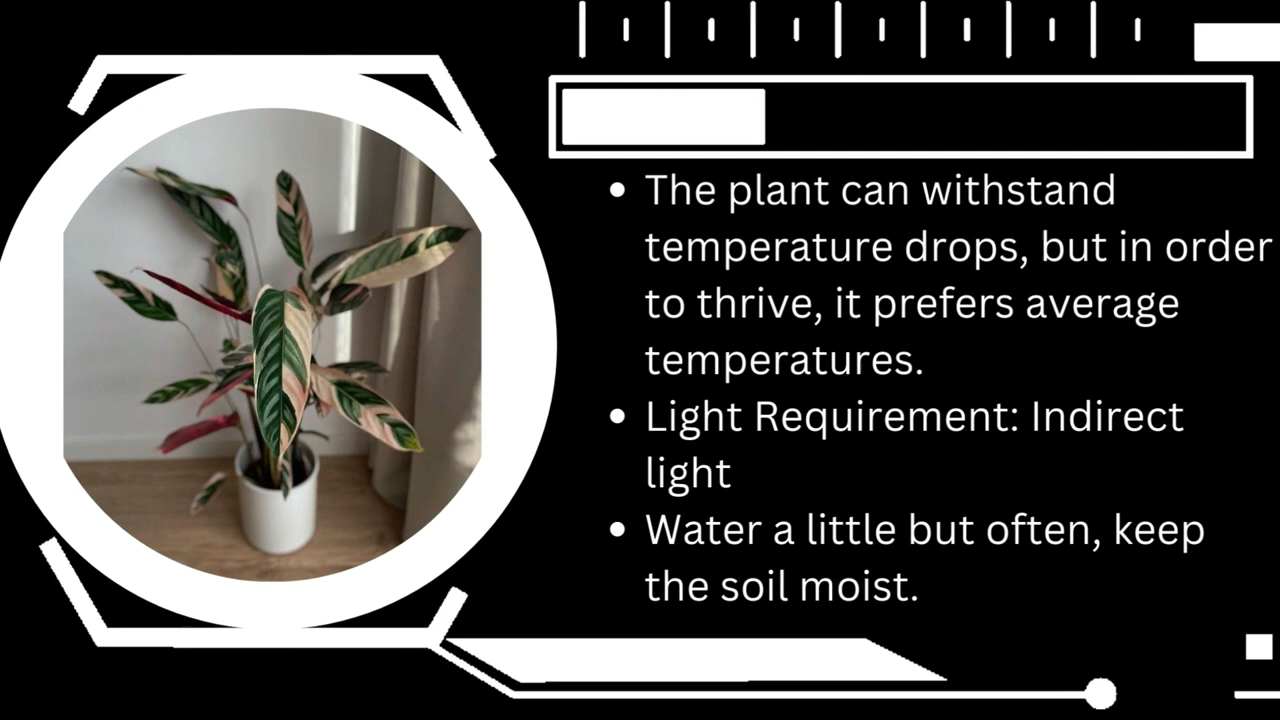 The plant can withstand
temperature drops, but in order
to thrive, it prefers average
temperatures.
Light Requirement: Indirect
light
Water a little but often, keep
the soil moist.